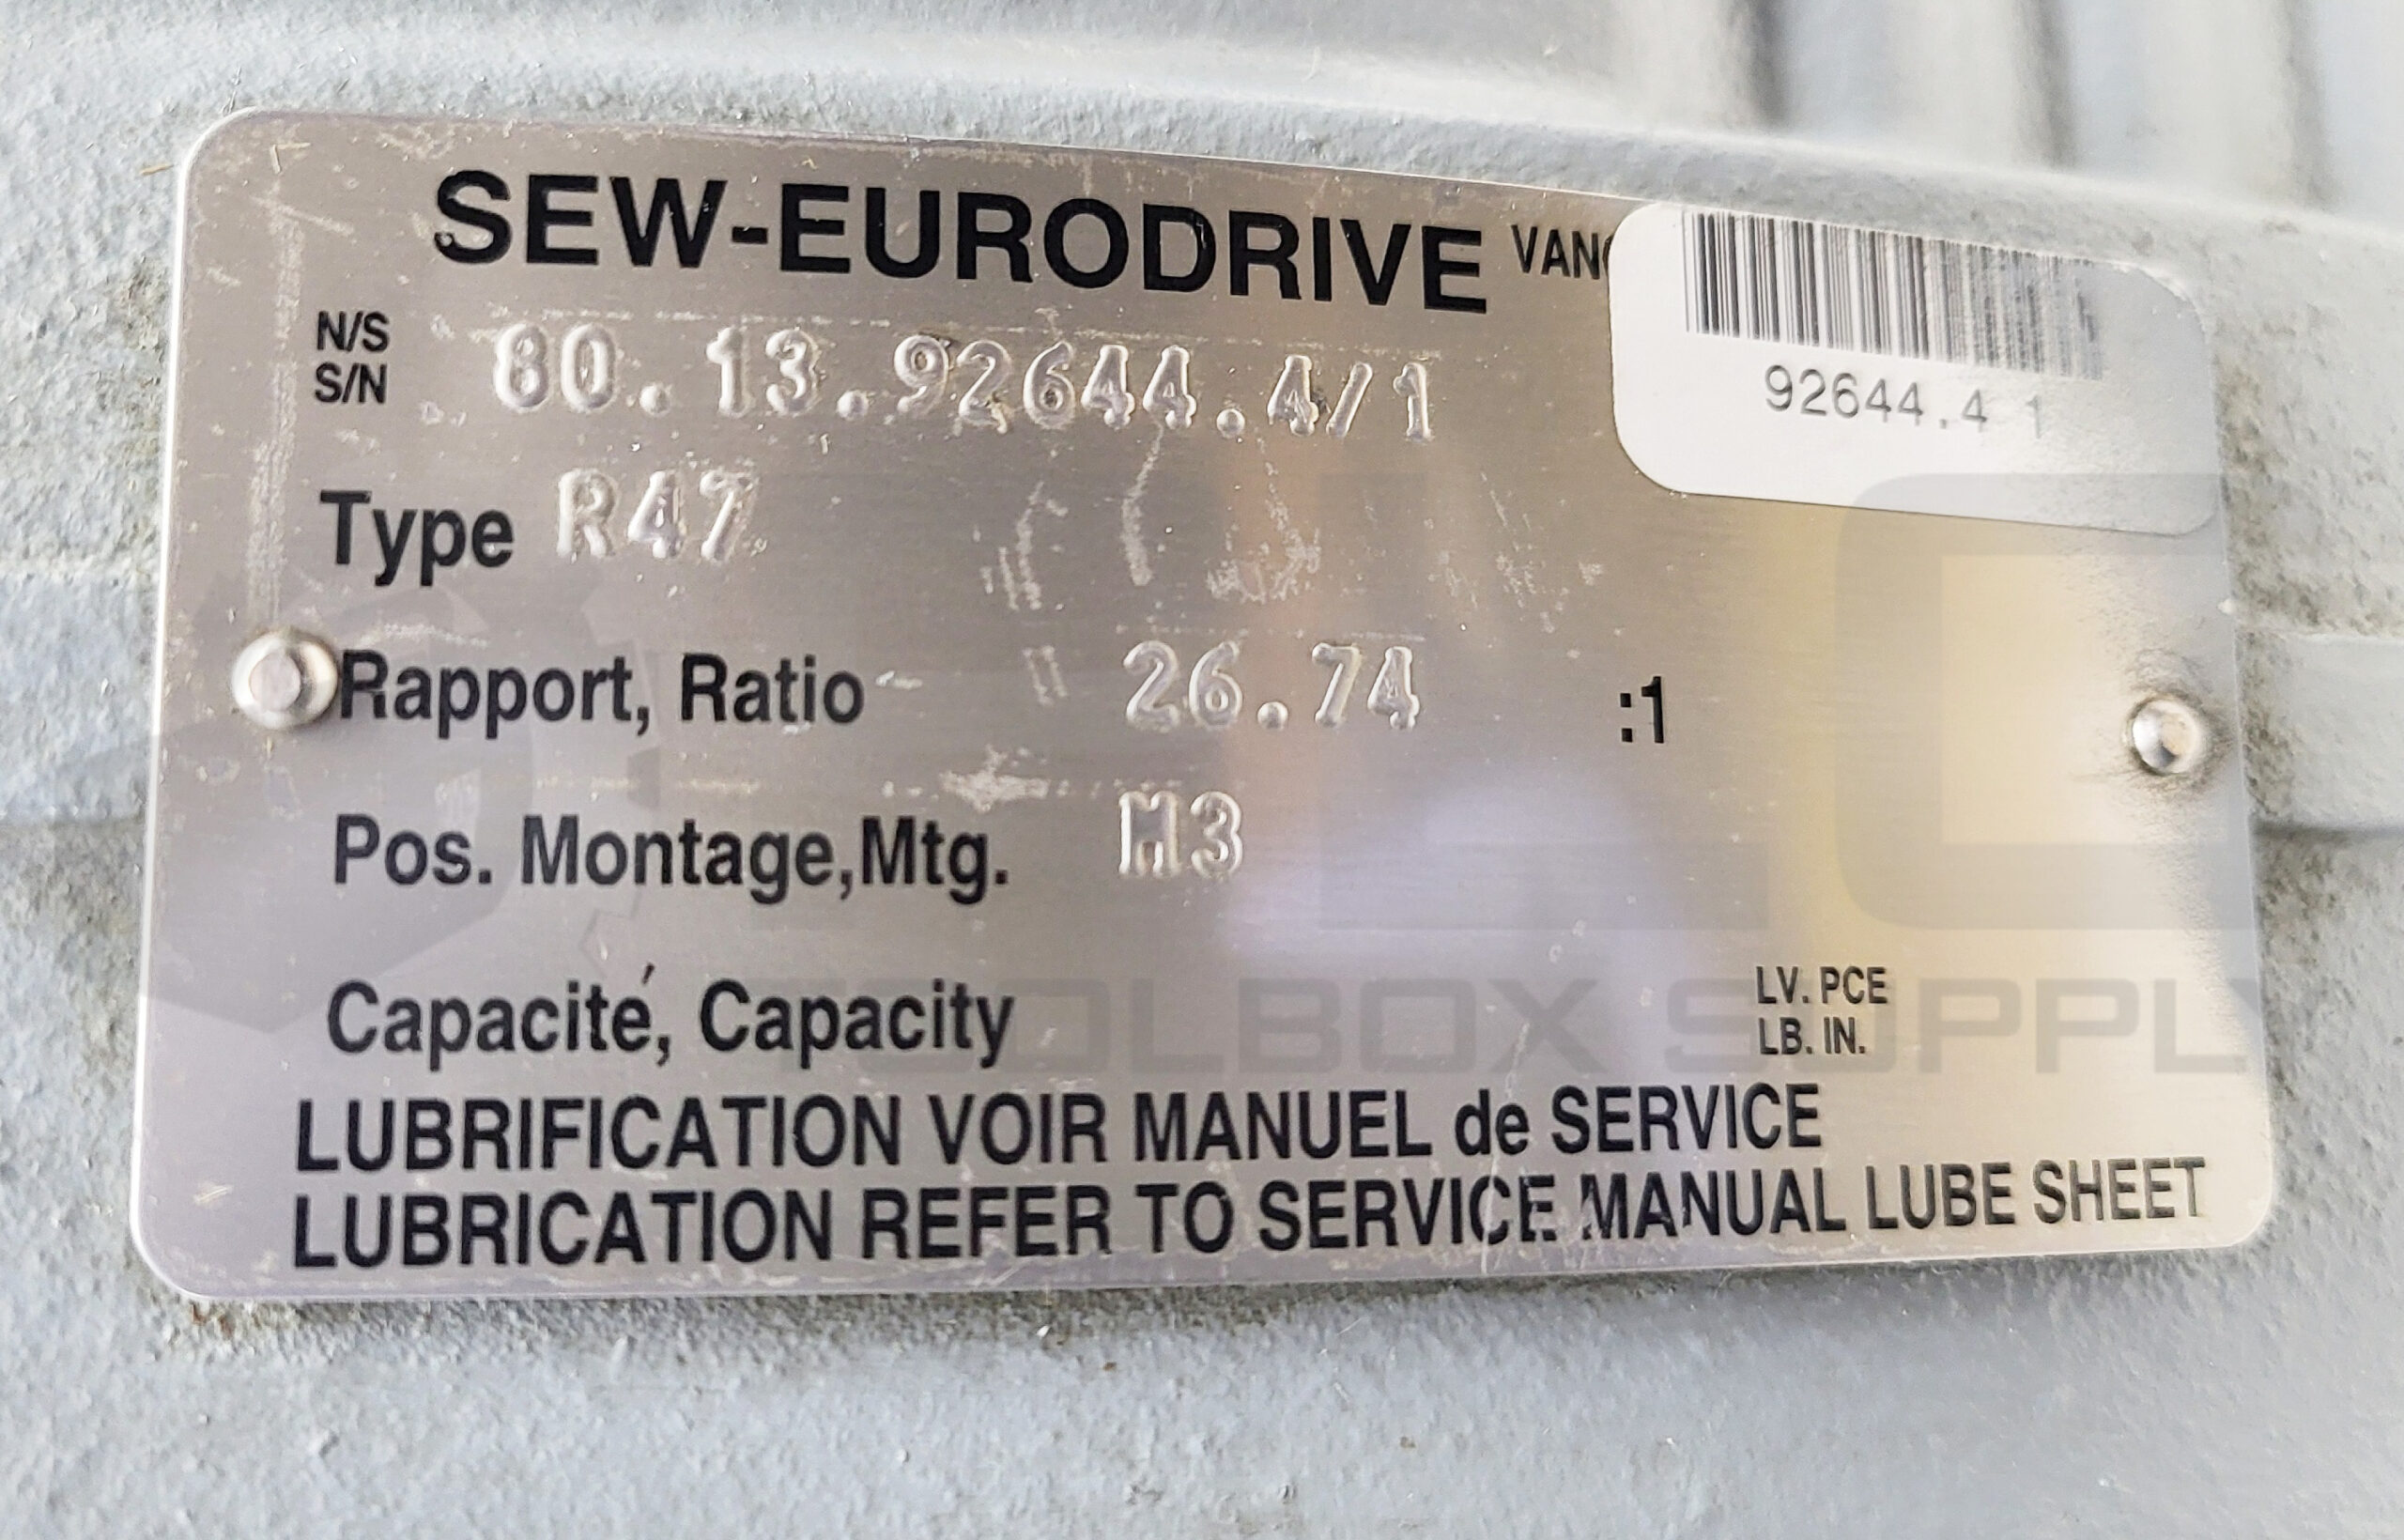 SEW-EURODRIVE
92644.4 1
N/S
S/N
80.13.92644.4/1
Type R47
Rapport, Ratio 26.74 :1
Pos. Montage,Mtg. M3
Capacité, Capacity
LV. PCE
LB. IN.
LUBRIFICATION VOIR MANUEL de SERVICE
LUBRICATION REFER TO SERVICE MANUAL LUBE SHEET
TOOLBOX SUPPLY